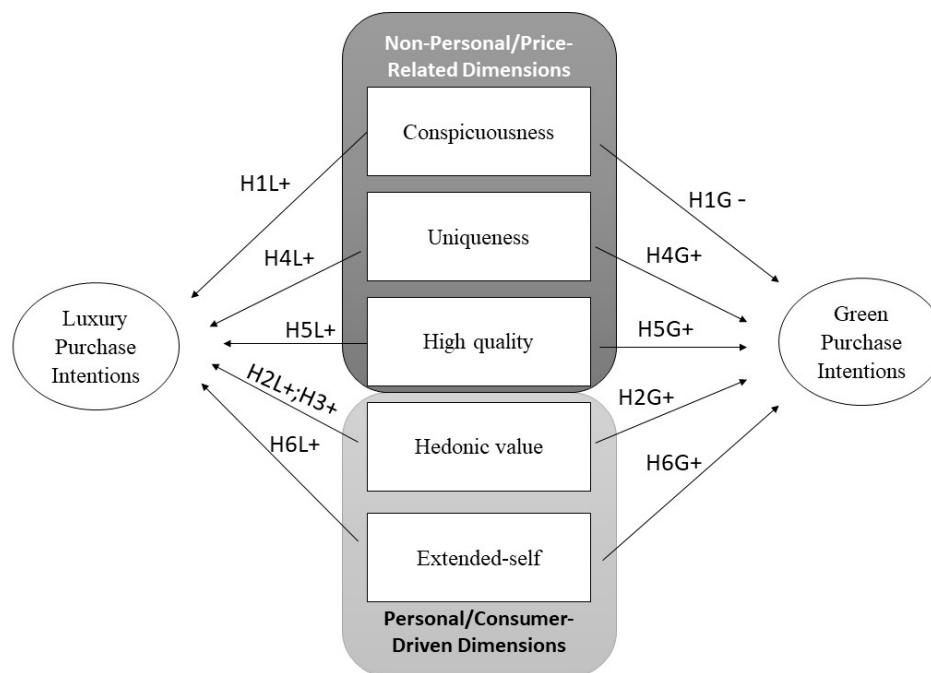 Non-Personal/Price-
Related Dimensions
Conspicuousness
H1L+
H1G -
Uniqueness
H4L+
H4G+
Luxury
Purchase
Intentions
H5L+
High quality
H5G+
Green
Purchase
Intentions
H2L+;H3+
Hedonic value
H2G+
H6L+
H6G+
Extended-self
Personal/Consumer-
Driven Dimensions